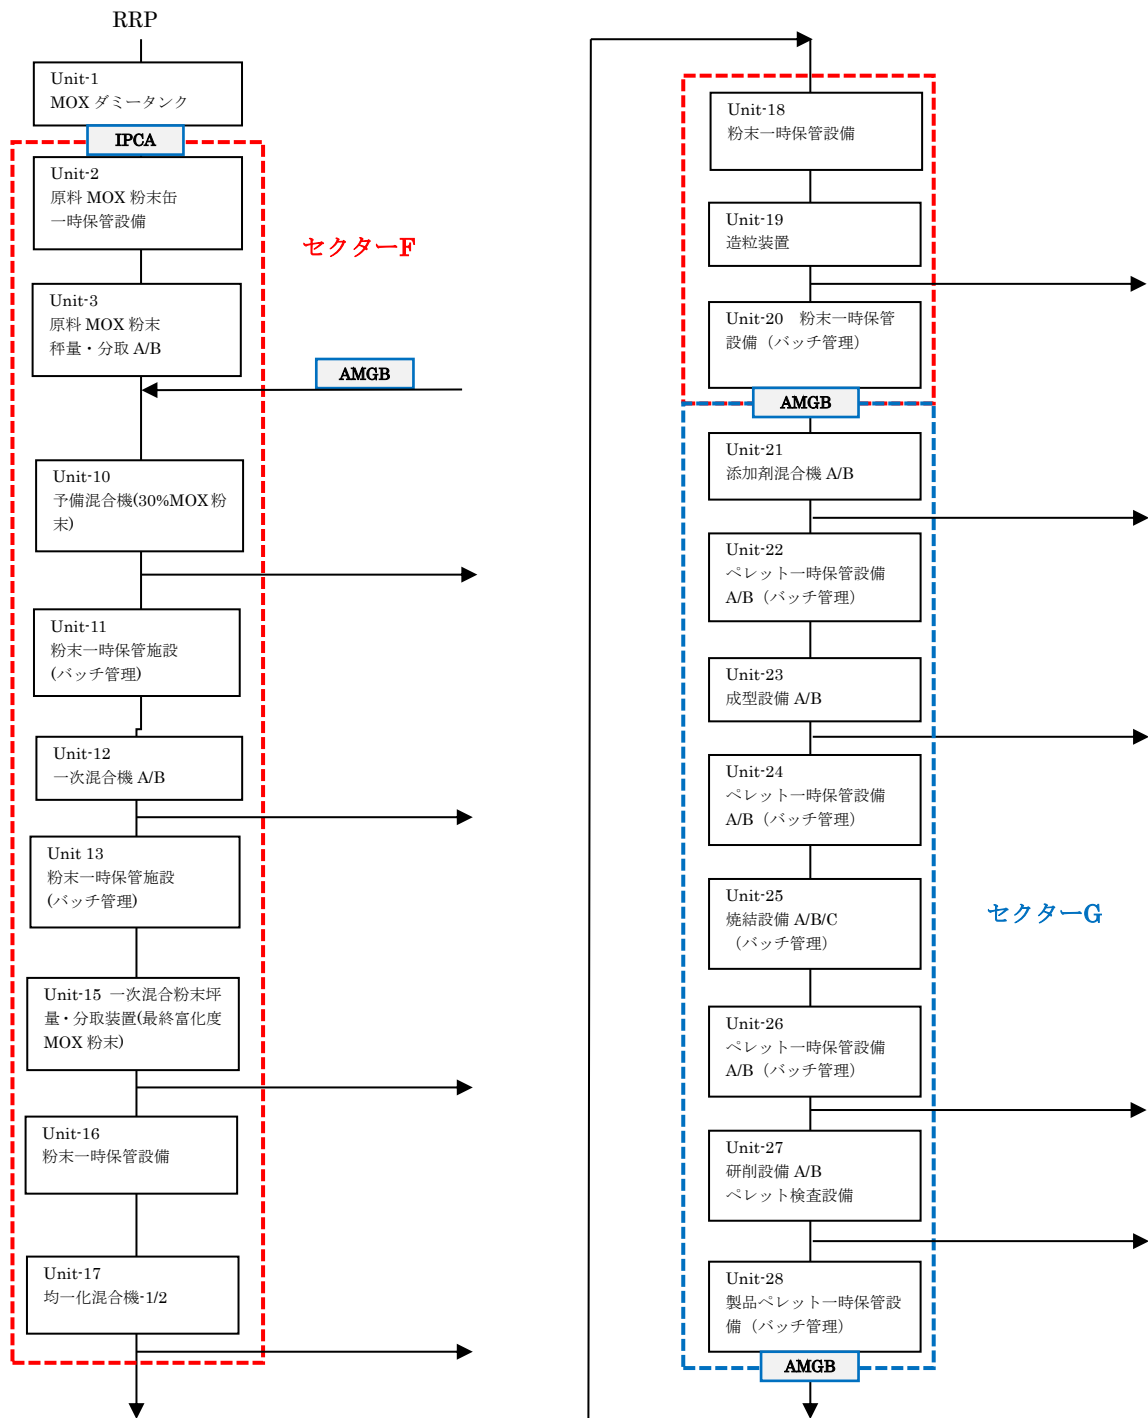 RRP
Unit-1
MOX ダミータンク
IPCA
Unit-2
原料 MOX 粉末缶
一時保管設備
セクターF
Unit-3
原料 MOX 粉末
秤量・分取 A/B
AMGB
Unit-10
予備混合機(30%MOX 粉
末)
Unit-11
粉末一時保管施設
(バッチ管理)
Unit-12
一次混合機 A/B
Unit 13
粉末一時保管施設
(バッチ管理)
Unit-15 一次混合粉末坪
量・分取装置(最終富化度
MOX 粉末)
Unit-16
粉末一時保管設備
Unit-17
均一化混合機-1/2
Unit-18
粉末一時保管設備
Unit-19
造粒装置
Unit-20 粉末一時保管
設備（バッチ管理）
AMGB
Unit-21
添加剤混合機 A/B
Unit-22
ペレット一時保管設備
A/B（バッチ管理）
Unit-23
成型設備 A/B
Unit-24
ペレット一時保管設備
A/B（バッチ管理）
Unit-25
焼結設備 A/B/C
（バッチ管理）
セクターG
Unit-26
ペレット一時保管設備
A/B（バッチ管理）
Unit-27
研削設備 A/B
ペレット検査設備
Unit-28
製品ペレット一時保管設
備（バッチ管理）
AMGB